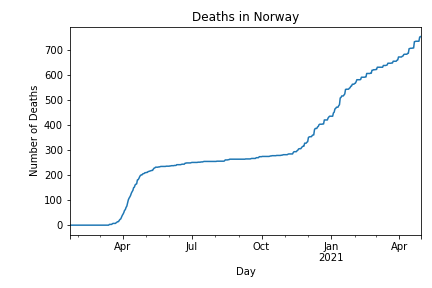 Deaths in Norway
Number of Deaths
700
600
500
400
300
200
100
0
Apr
Jul
Oct
Jan
2021
Apr
Day